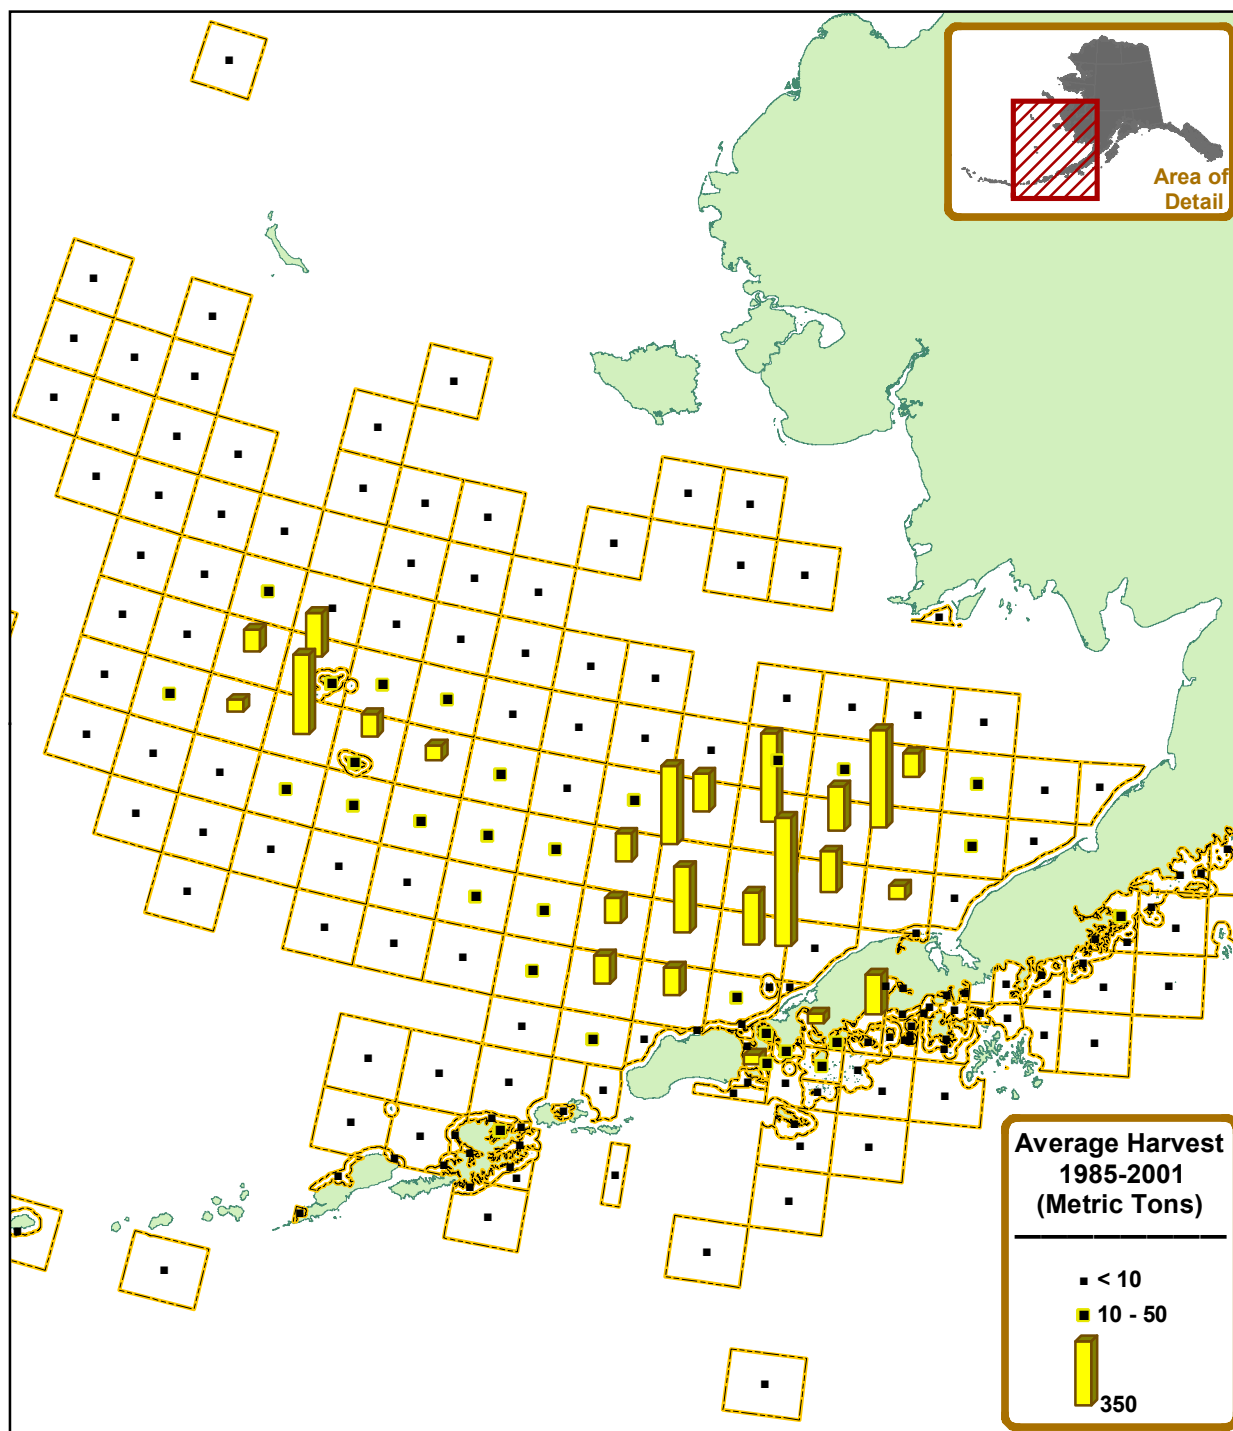 Area of
Detail
Average Harvest
1985-2001
(Metric Tons)
< 10
10 - 50
350